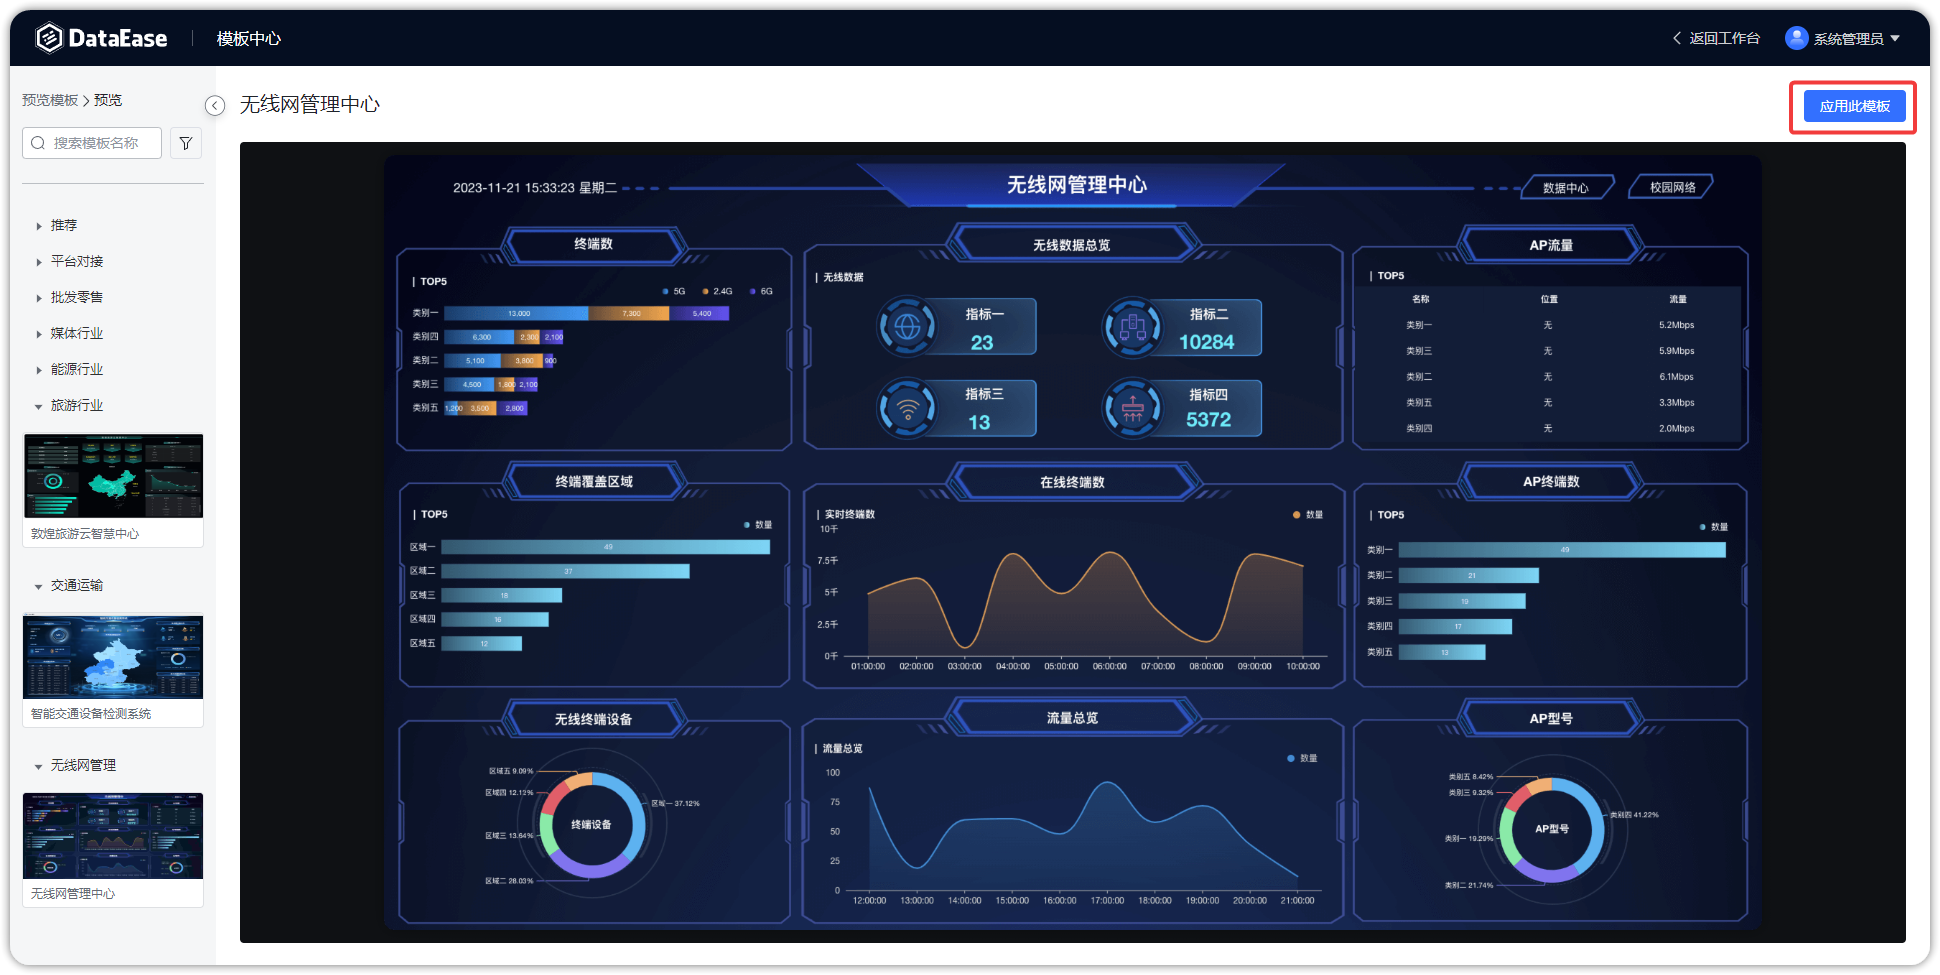 DataEase
模板中心
返回工作台
系统管理员
预览模板
预览
搜索模板名称
推荐
平台对接
批发零售
媒体行业
能源行业
旅游行业
敦煌旅游云智慧中心
交通运输
智能交通设备检测系统
无线网管理
无线网管理中心
无线网管理中心
应用此模板
2023-11-21 15:33:23 星期二
无线网管理中心
数据中心
校园网络
终端数
TOP5
5G 2.4G 6G
类别一 13,000 7,300 5,400
类别四 6,300 2,300 2,100
类别二 5,100 3,800 900
类别三 4,500 1,800 2,100
类别五 1,200 3,500 2,800
无线数据总览
无线数据
指标一
23
指标二
10284
指标三
13
指标四
5372
AP流量
TOP5
名称 位置 流量
类别一 无 5.2Mbps
类别三 无 5.9Mbps
类别二 无 6.1Mbps
类别五 无 3.3Mbps
类别四 无 2.0Mbps
终端覆盖区域
TOP5
数量
区域一 49
区域二 37
区域三 18
区域四 16
区域五 12
在线终端数
实时终端数
数量
10千
7.5千
5千
2.5千
0千
01:00:00 02:00:00 03:00:00 04:00:00 05:00:00 06:00:00 07:00:00 08:00:00 09:00:00 10:00:00
AP终端数
TOP5
数量
类别一 49
类别二 21
类别三 19
类别四 17
类别五 13
无线终端设备
区域五 9.09%
区域四 12.12%
区域一 37.12%
终端设备
区域三 13.64%
区域二 28.03%
流量总览
流量总览
数量
100
75
50
25
0
12:00:00 13:00:00 14:00:00 15:00:00 16:00:00 17:00:00 18:00:00 19:00:00 20:00:00 21:00:00
AP型号
类别五 8.42%
类别三 9.32%
类别四 41.22%
AP型号
类别一 19.29%
类别二 21.74%